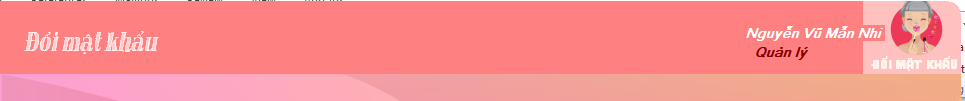 Đổi mật khẩu
Nguyễn Vũ Mẫn Nhi
Quản lý
ĐỔI MẬT KHẨU